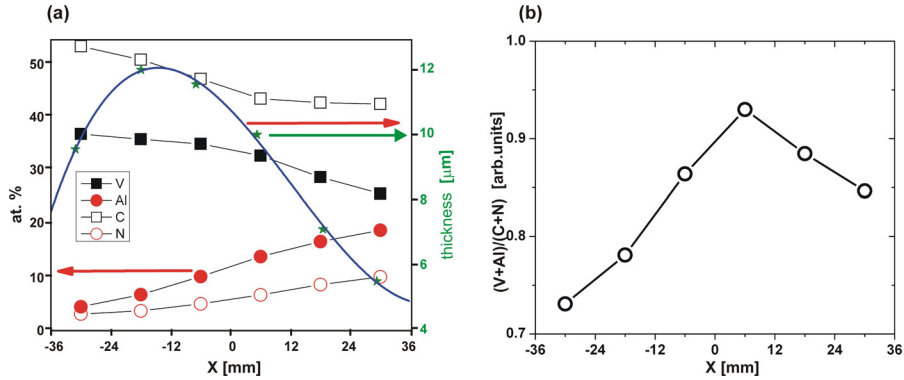 (a)
50
40
30
20
10
0
at. %
V
Al
C
N
12
10
8
6
4
thickness [μm]
-36 -24 -12 0 12 24 36
X [mm]
(b)
1.0
0.9
0.8
0.7
(V+Al)/(C+N) [arb.units]
-36 -24 -12 0 12 24 36
X [mm]